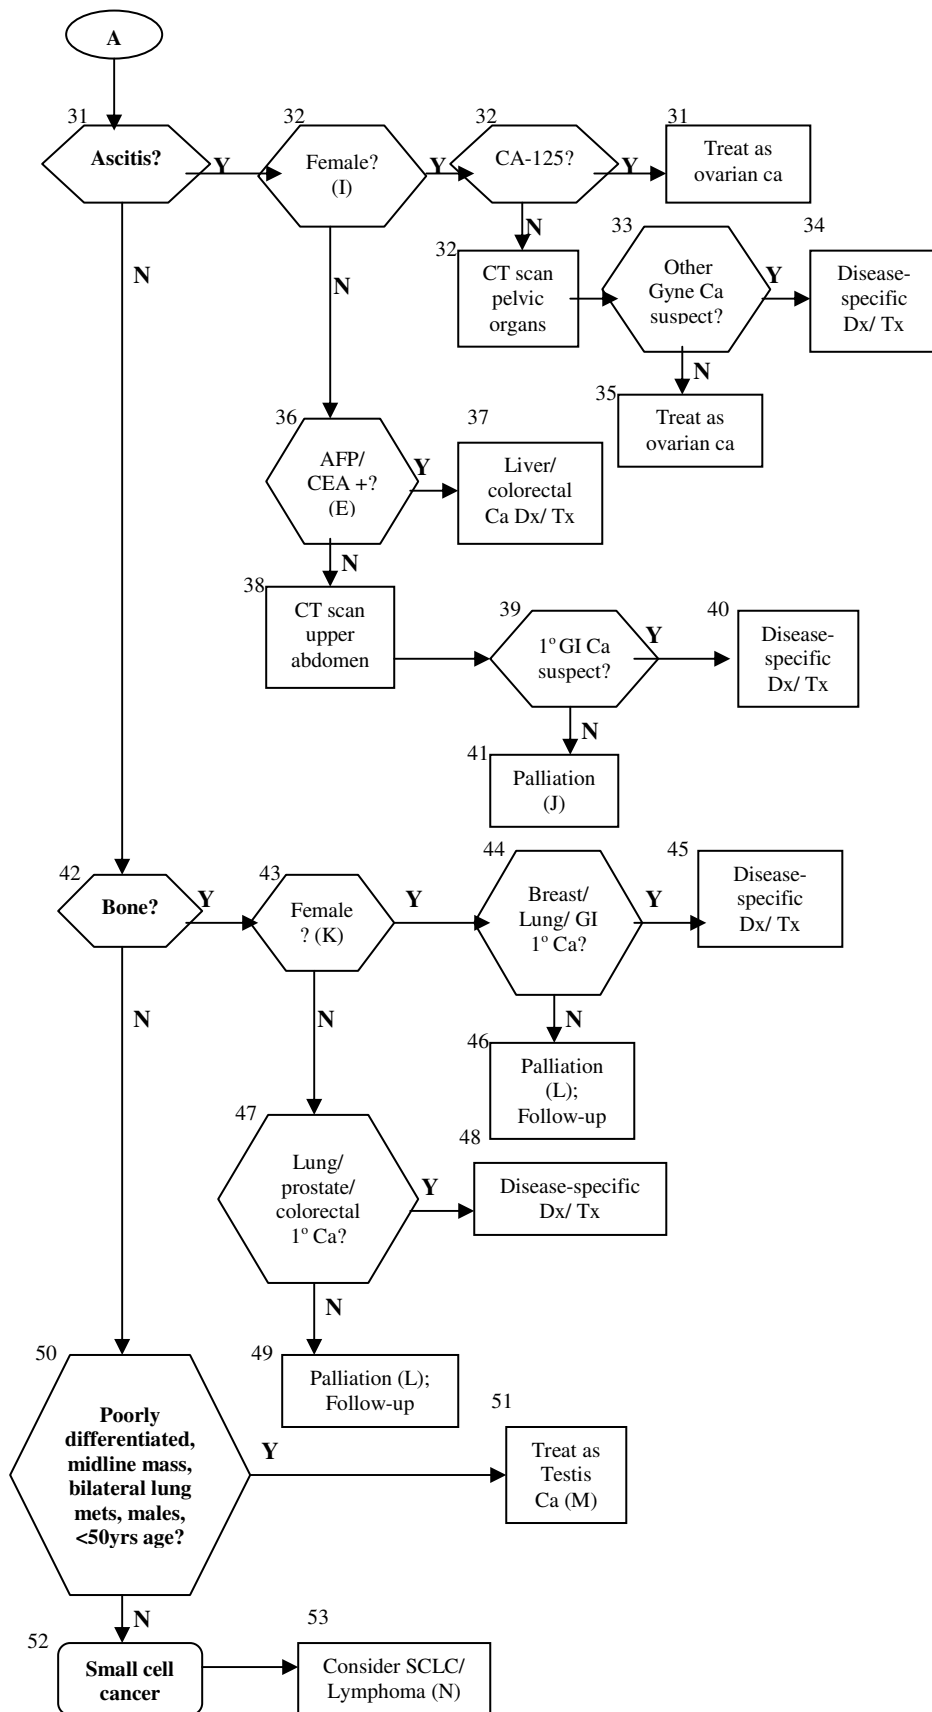 A
31
Ascitis?
Y
32
Female?
(I)
Y
32
CA-125?
Y
31
Treat as
ovarian ca
N
32
CT scan
pelvic
organs
33
Other
Gyne Ca
suspect?
Y
34
Disease-
specific
Dx/ Tx
N
35
Treat as
ovarian ca
N
N
36
AFP/
CEA +?
(E)
Y
37
Liver/
colorectal
Ca Dx/ Tx
N
38
CT scan
upper
abdomen
39
1º GI Ca
suspect?
Y
40
Disease-
specific
Dx/ Tx
N
41
Palliation
(J)
42
Bone?
Y
43
Female
? (K)
Y
44
Breast/
Lung/ GI
1º Ca?
Y
45
Disease-
specific
Dx/ Tx
N
46
Palliation
(L);
Follow-up
N
N
47
Lung/
prostate/
colorectal
1º Ca?
Y
48
Disease-specific
Dx/ Tx
N
49
Palliation (L);
Follow-up
50
Poorly
differentiated,
midline mass,
bilateral lung
mets, males,
<50yrs age?
Y
51
Treat as
Testis
Ca (M)
N
52
Small cell
cancer
53
Consider SCLC/
Lymphoma (N)